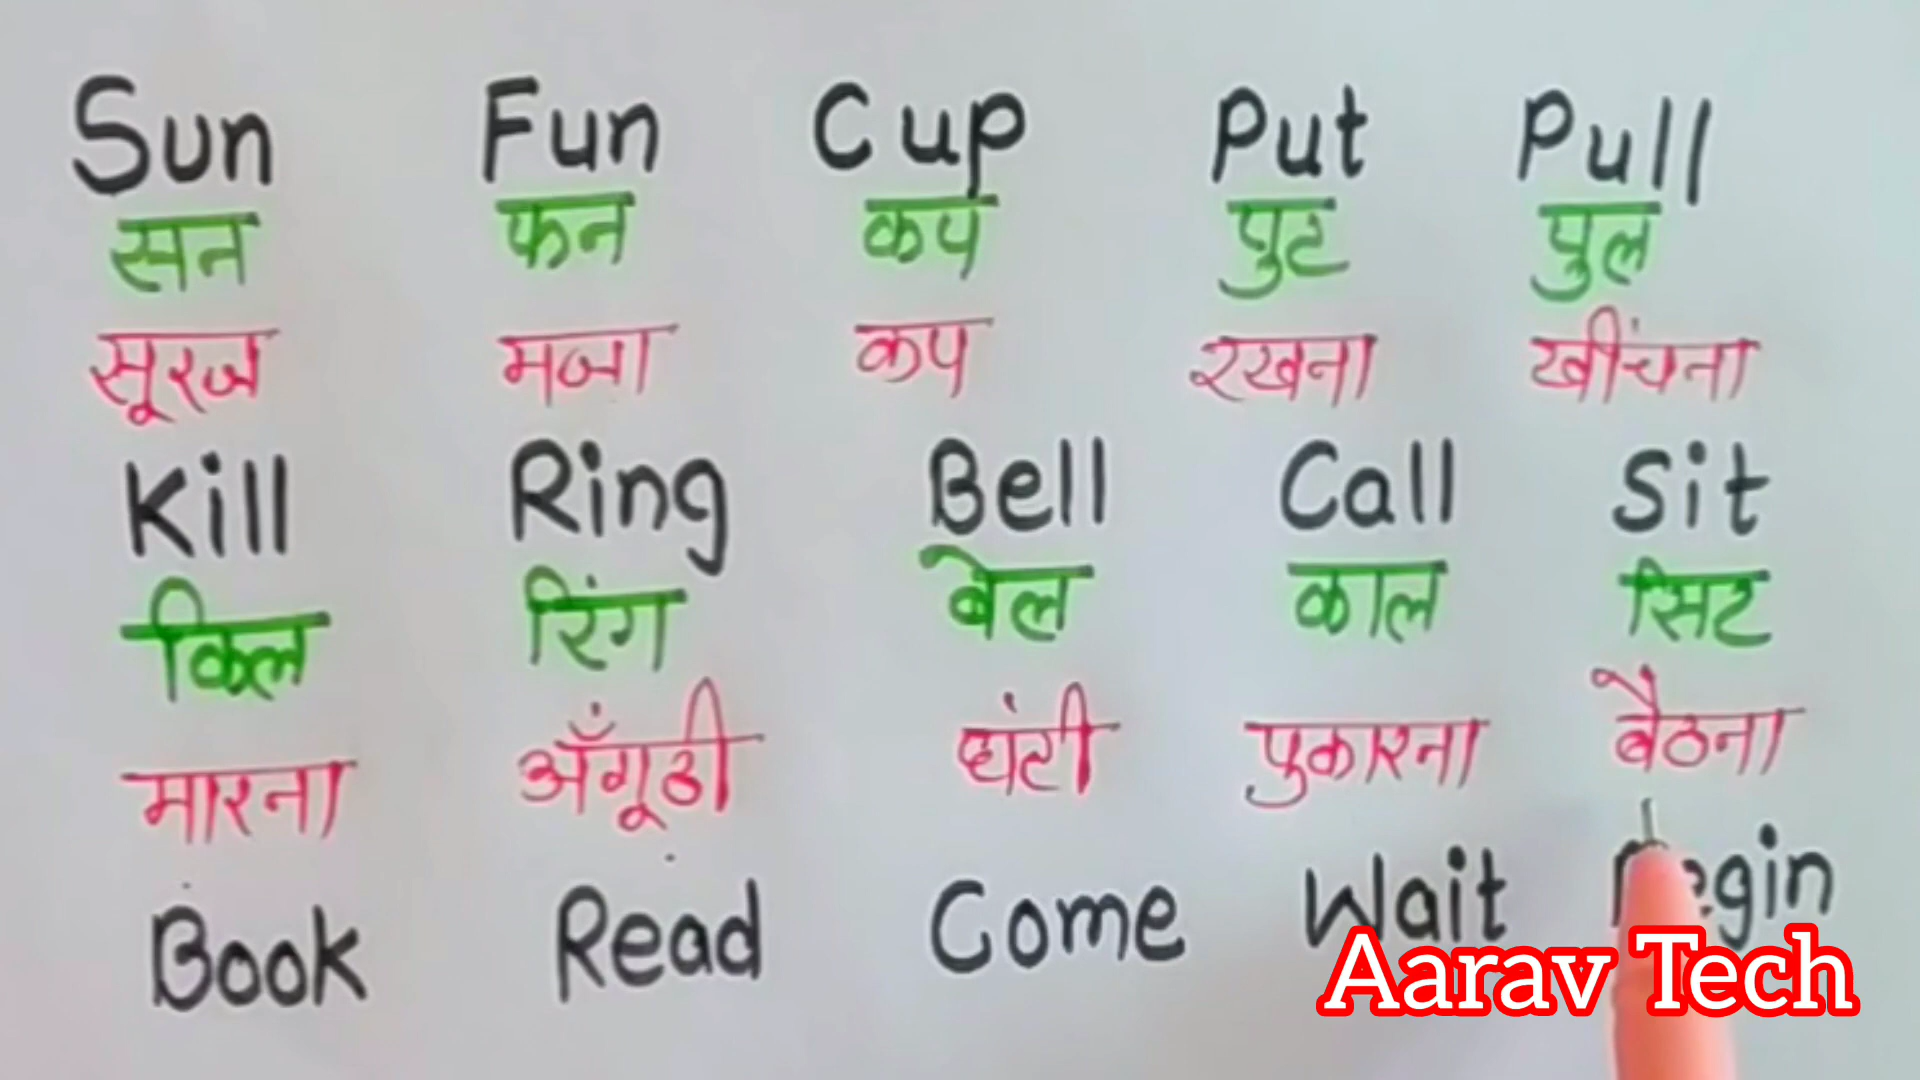 Sun Fun Cup Put Pull
सन फन कप पुट पुल
सूरज मजा कप रखना खींचना
Kill Ring Bell Call Sit
किल रिंग बेल काल सिट
मारना अँगूठी घंटी पुकारना बैठना
Book Read Come Wait
Aarav Tech